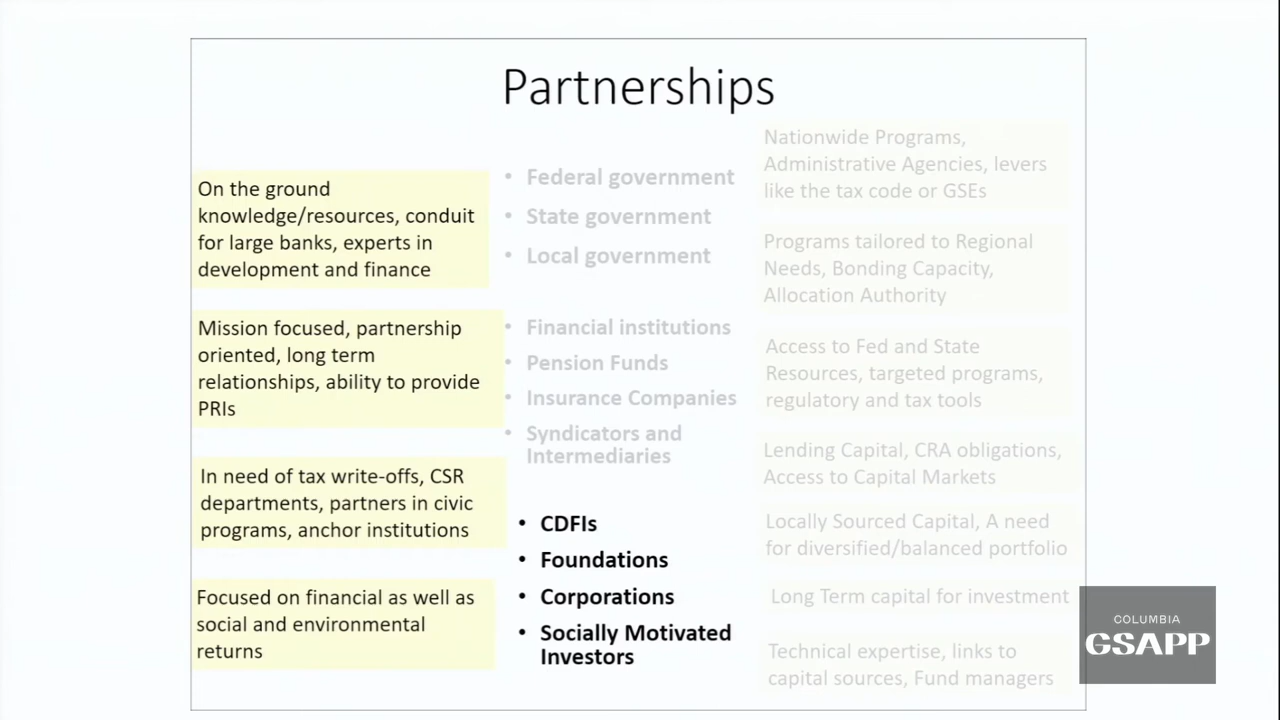 Partnerships
On the ground
knowledge/resources, conduit
for large banks, experts in
development and finance
Mission focused, partnership
oriented, long term
relationships, ability to provide
PRIs
In need of tax write-offs, CSR
departments, partners in civic
programs, anchor institutions
Focused on financial as well as
social and environmental
returns
• Federal government
• State government
• Local government
• Financial institutions
• Pension Funds
• Insurance Companies
• Syndicators and
Intermediaries
• CDFIs
• Foundations
• Corporations
• Socially Motivated
Investors
Nationwide Programs,
Administrative Agencies, levers
like the tax code or GSEs
Programs tailored to Regional
Needs, Bonding Capacity,
Allocation Authority
Access to Fed and State
Resources, targeted programs,
regulatory and tax tools
Lending Capital, CRA obligations,
Access to Capital Markets
Locally Sourced Capital, A need
for diversified/balanced portfolio
Long Term capital for investment
Technical expertise, links to
capital sources, Fund managers
COLUMBIA
GSAPP